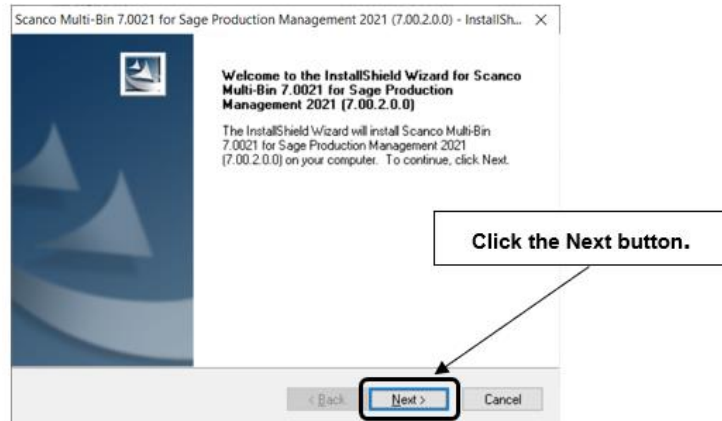 Scanco Multi-Bin 7.0021 for Sage Production Management 2021 (7.00.2.0.0) - InstallSh...
Welcome to the InstallShield Wizard for Scanco
Multi-Bin 7.0021 for Sage Production
Management 2021 (7.00.2.0.0)
The InstallShield Wizard will install Scanco Multi-Bin
7.0021 for Sage Production Management 2021
(7.00.2.0.0) on your computer. To continue, click Next.
Click the Next button.
< Back
Next >
Cancel